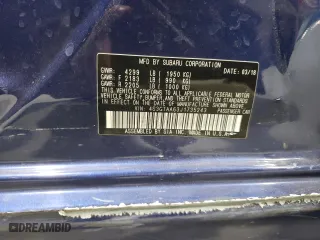 MFD. BY SUBARU CORPORATION 03/18
GVWR: 4299 LB ( 1950 KG)
GAWR: F 2183 LB ( 990 KG)
GAWR: R 2205 LB ( 1000 KG)
THIS VEHICLE CONFORMS TO ALL APPLICABLE FEDERAL MOTOR
VEHICLE SAFETY, BUMPER AND THEFT PREVENTION STANDARDS
IN EFFECT ON THE DATE OF MANUFACTURE SHOWN ABOVE.
VIN:
PASSENGER CAR
ASSEMBLED BY SIA INC. MADE IN U.S.A.
DREAMBID